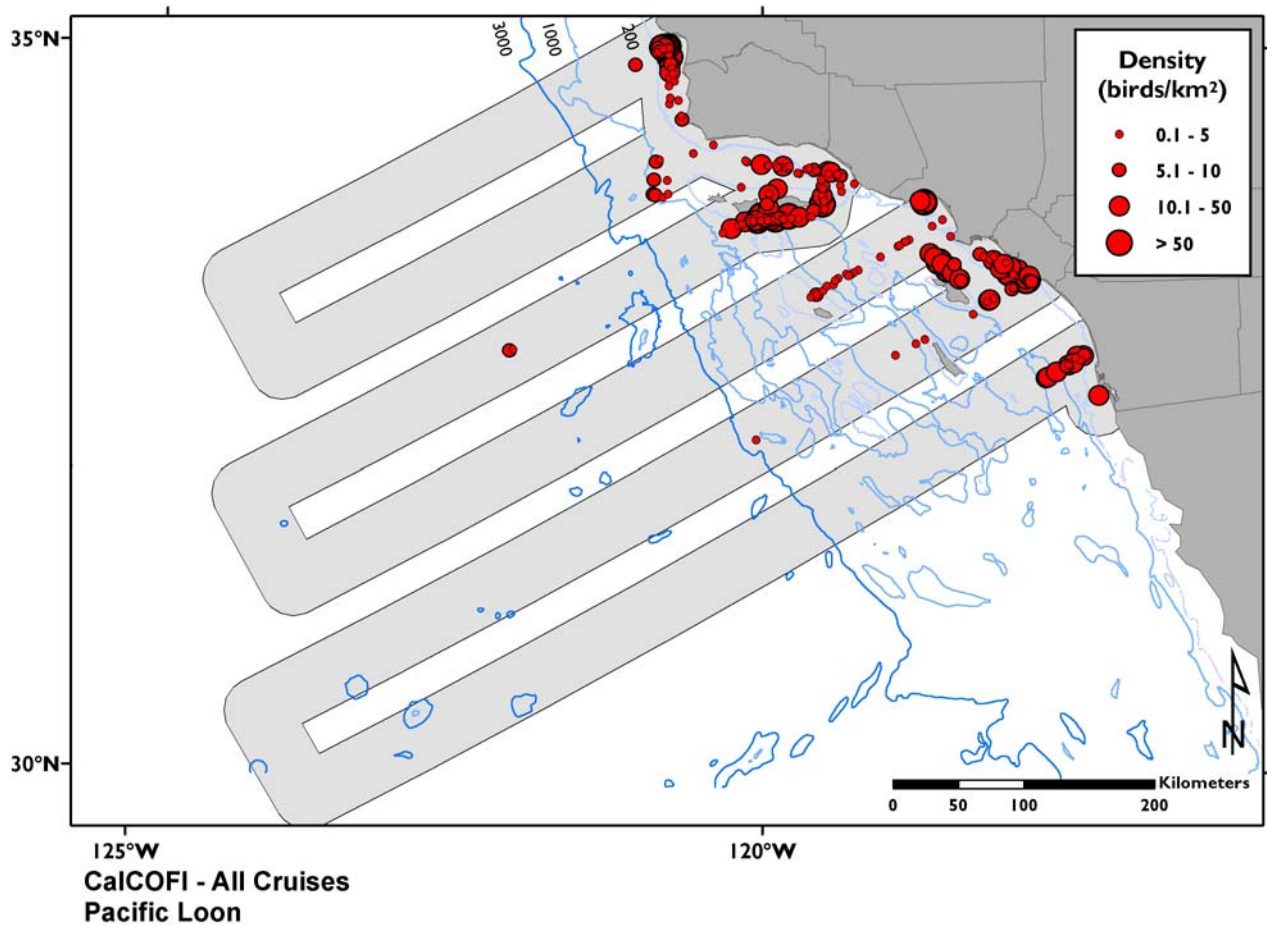 35°N
3000
1000
200
Density
(birds/km²)
0.1 - 5
5.1 - 10
10.1 - 50
> 50
30°N
N
Kilometers
0 50 100 200
125°W
120°W
CalCOFI - All Cruises
Pacific Loon